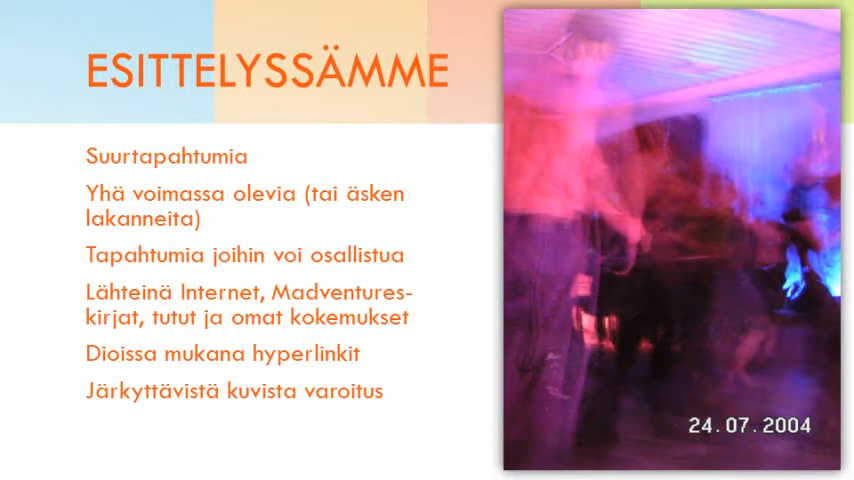 ESITTELYSSÄMME
Suurtapahtumia
Yhä voimassa olevia (tai äsken
lakanneita)
Tapahtumia joihin voi osallistua
Lähteinä Internet, Madventures-
kirjat, tutut ja omat kokemukset
Dioissa mukana hyperlinkit
Järkyttävistä kuvista varoitus
24.07.2004